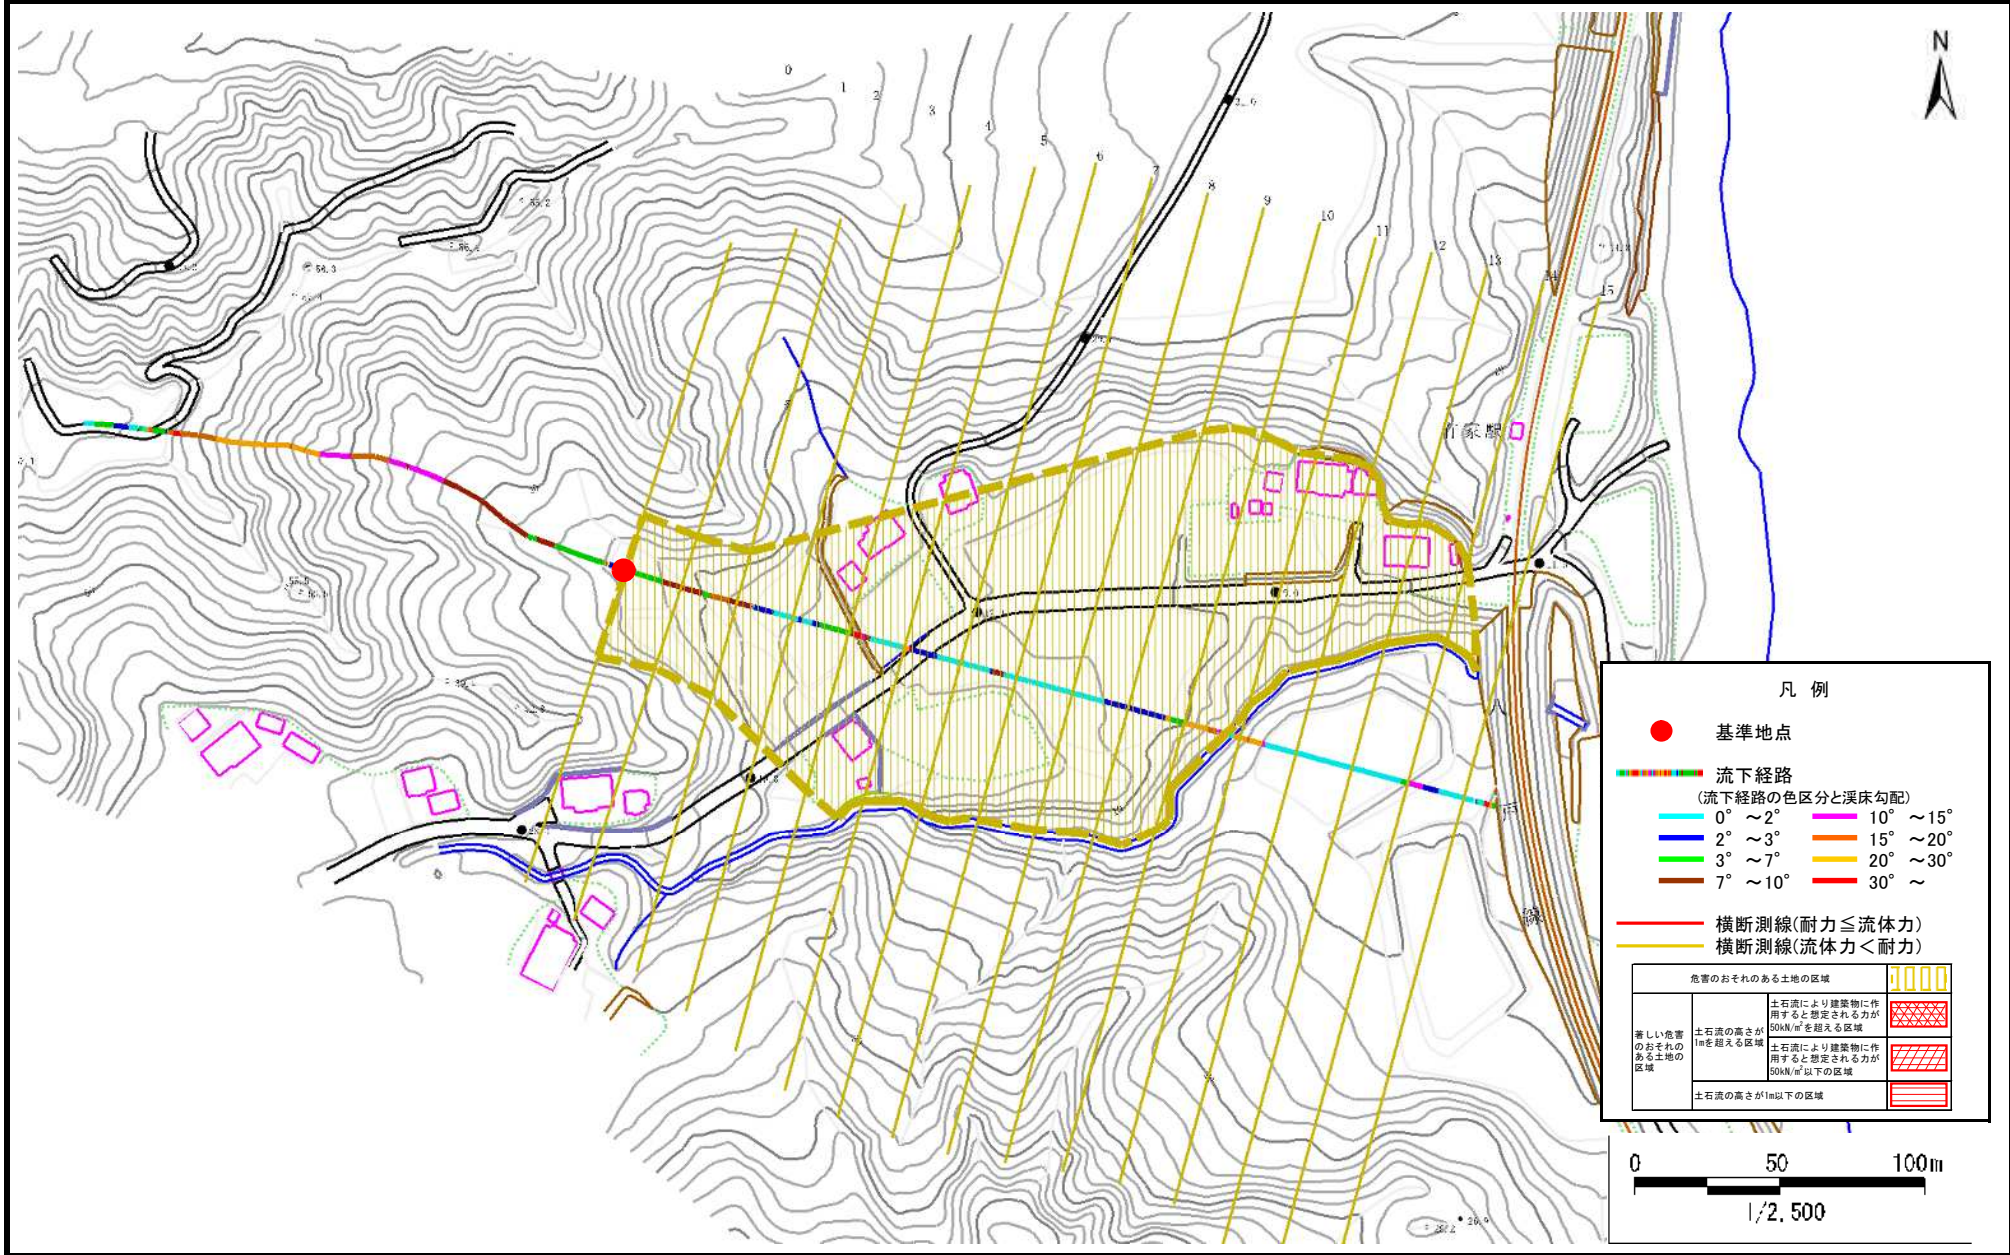 N
0
1
2
3
4
5
6
7
8
9
10
11
12
13
14
15
有家駅
八
線
凡 例
基準地点
流下経路
(流下経路の色区分と渓床勾配)
0° ～2° 10° ～15°
2° ～3° 15° ～20°
3° ～7° 20° ～30°
7° ～10° 30° ～
横断測線(耐力≦流体力)
横断測線(流体力＜耐力)
危害のおそれのある土地の区域
著しい危害
のおそれの
ある土地の
区域
土石流の高さが
1mを超える区域
土石流により建築物に作
用すると想定される力が
50kN/㎡を超える区域
土石流により建築物に作
用すると想定される力が
50kN/㎡以下の区域
土石流の高さが1m以下の区域
0 50 100m
1/2,500